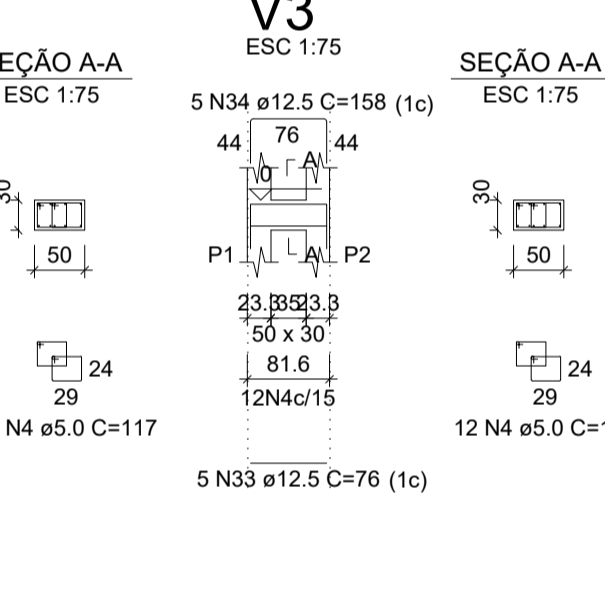 V3
ESC 1:75
EÇÃO A-A
ESC 1:75
SEÇÃO A-A
ESC 1:75
5 N34 ø12.5 C=158 (1c)
44 76 44
0 A
30
50
P1 A P2
30
50
23.3 35 23.3
50 x 30
81.6
12N4c/15
24
29
N4 ø5.0 C=117
24
29
12 N4 ø5.0 C=
5 N33 ø12.5 C=76 (1c)